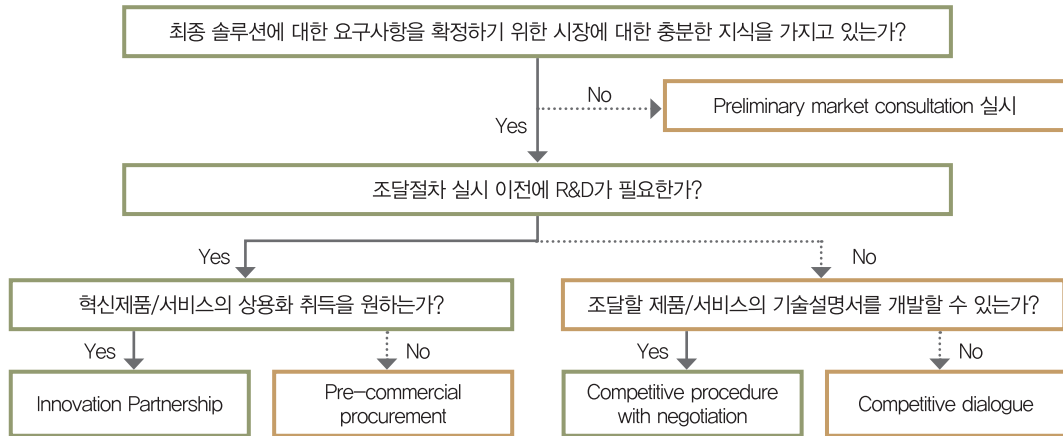 최종 솔루션에 대한 요구사항을 확정하기 위한 시장에 대한 충분한 지식을 가지고 있는가?
No
Preliminary market consultation 실시
Yes
조달절차 실시 이전에 R&D가 필요한가?
Yes
No
혁신제품/서비스의 상용화 취득을 원하는가?
조달할 제품/서비스의 기술설명서를 개발할 수 있는가?
Yes
No
Yes
No
Innovation Partnership
Pre-commercial
procurement
Competitive procedure
with negotiation
Competitive dialogue